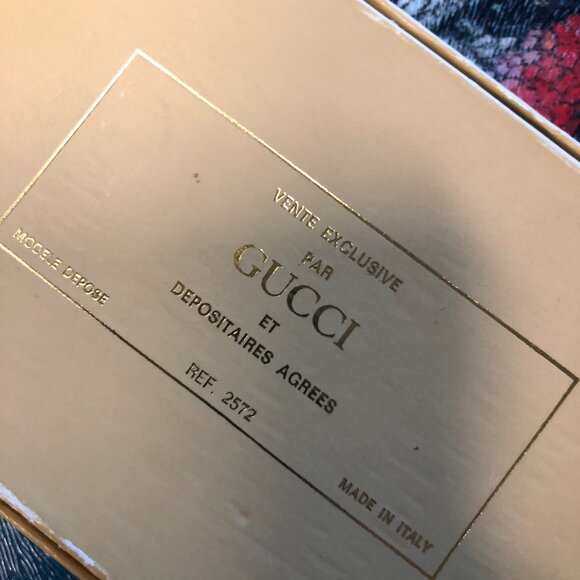 VENTE EXCLUSIVE
PAR
GUCCI
ET
DEPOSITAIRES AGREES
REF. 2572
MODELE DEPOSE
MADE IN ITALY